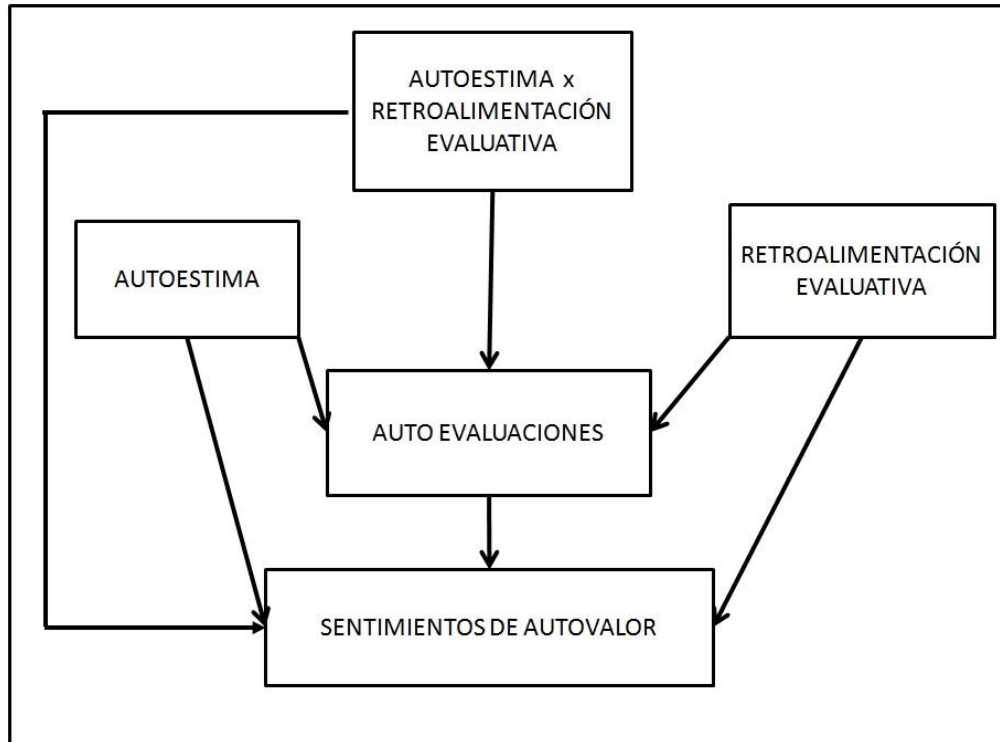 AUTOESTIMA x
RETROALIMENTACIÓN
EVALUATIVA
AUTOESTIMA
RETROALIMENTACIÓN
EVALUATIVA
AUTO EVALUACIONES
SENTIMIENTOS DE AUTOVALOR